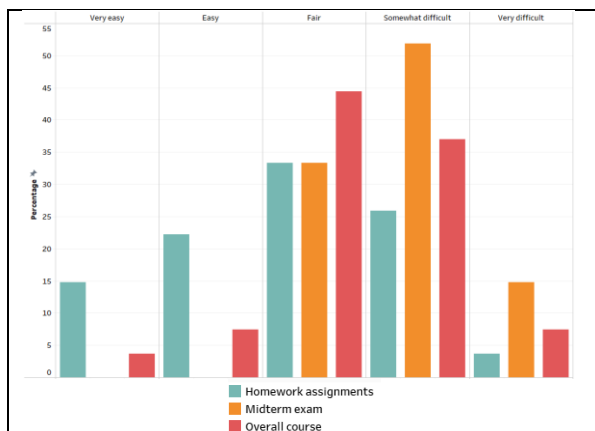 Very easy Easy Fair Somewhat difficult Very difficult
55
50
45
40
35
30
25
20
15
10
5
0
Percentage %
Homework assignments
Midterm exam
Overall course